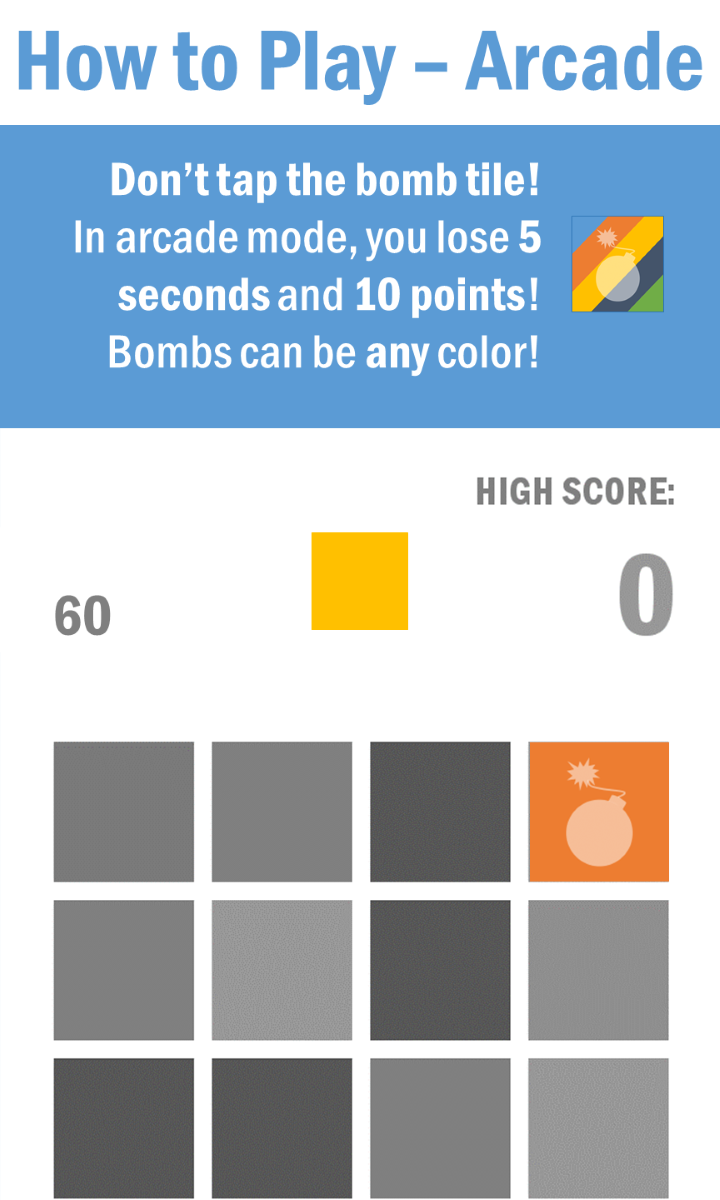 How to Play – Arcade
Don’t tap the bomb tile!
In arcade mode, you lose 5
seconds and 10 points!
Bombs can be any color!
HIGH SCORE:
60
0